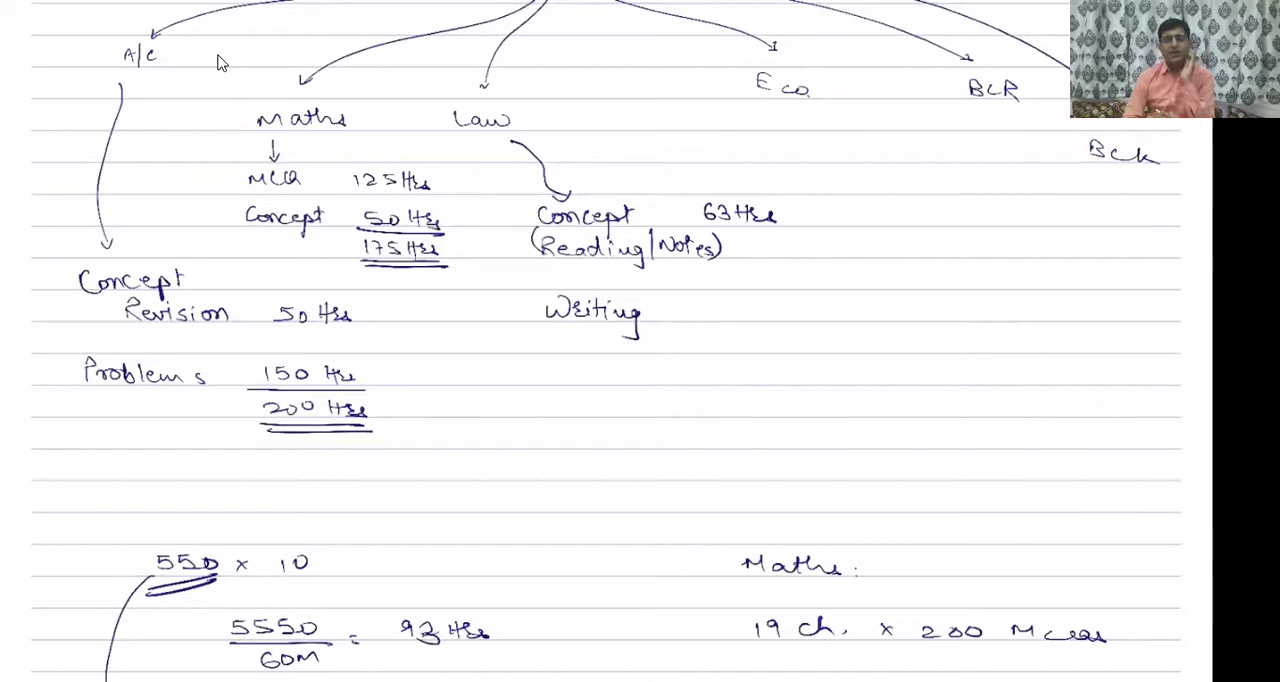 A/C
Eco
BCR
Maths
Law
BCK
MCQ 125 Hrs
Concept 50 Hrs
175 Hrs
Concept 63 Hrs
(Reading/Notes)
Concept
Revision 50 Hrs
Writing
Problems 150 Hrs
200 Hrs
550 x 10
Maths:
5550
60M
= 93 Hrs
19 ch. x 200 Mcqs